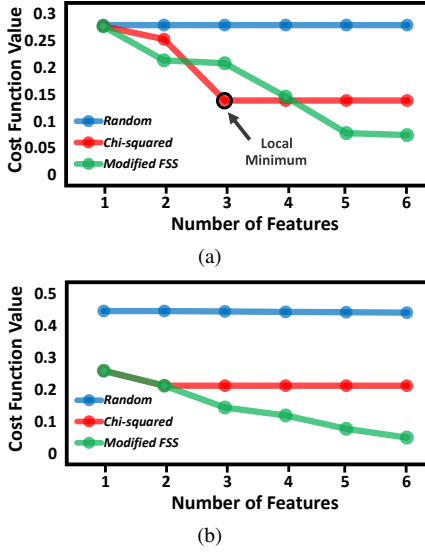 Cost Function Value
0.3
0.25
0.2
0.15
0.1
0.05
0
Random
Chi-squared
Modified FSS
Local
Minimum
1 2 3 4 5 6
Number of Features
(a)
Cost Function Value
0.5
0.4
0.3
0.2
0.1
0
Random
Chi-squared
Modified FSS
1 2 3 4 5 6
Number of Features
(b)